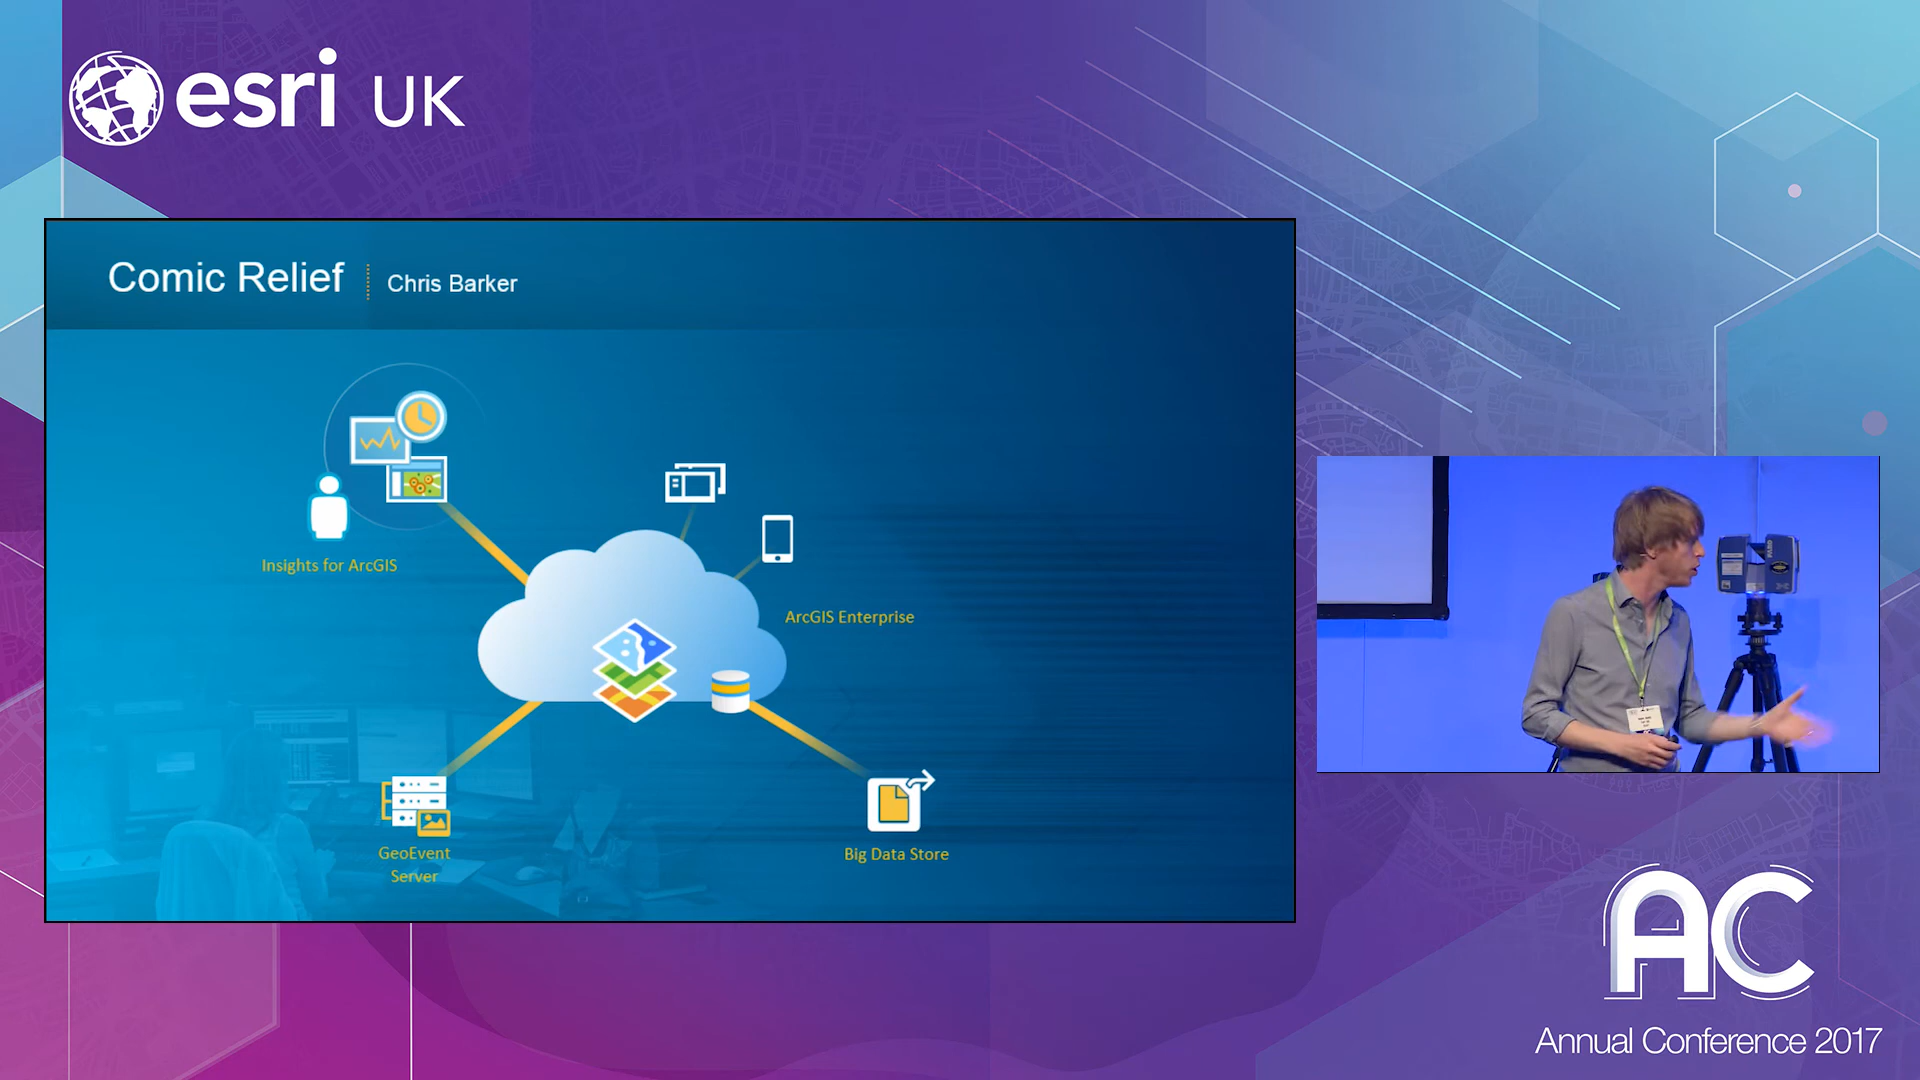 esri UK
Comic Relief
Chris Barker
Insights for ArcGIS
ArcGIS Enterprise
GeoEvent
Server
Big Data Store
FARO
AC
Annual Conference 2017